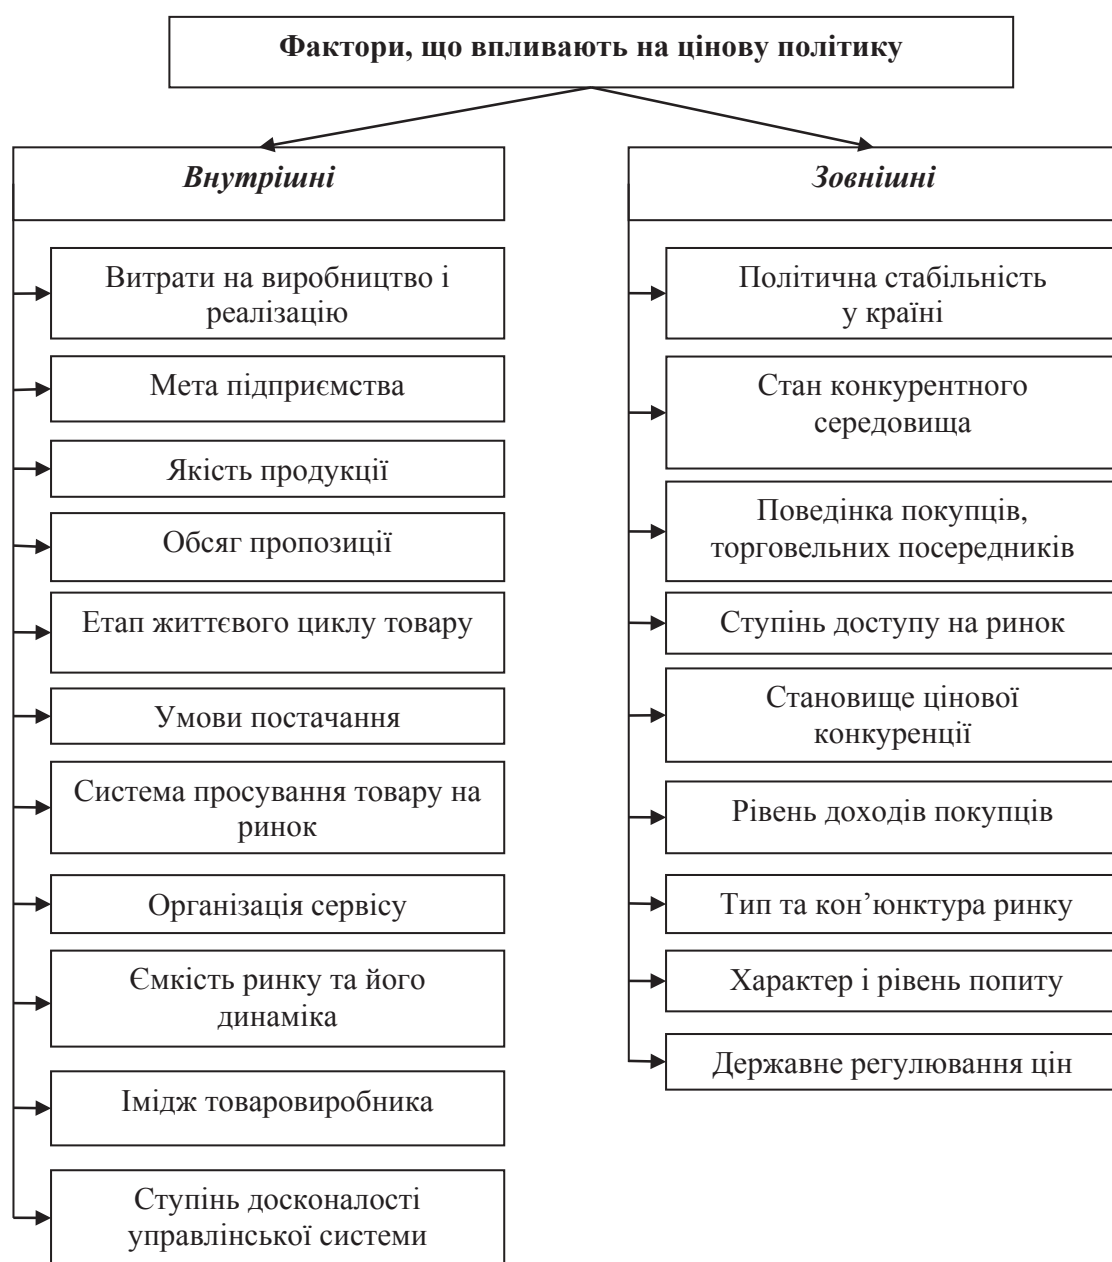 Фактори, що впливають на цінову політику
Внутрішні
Витрати на виробництво і
реалізацію
Мета підприємства
Якість продукції
Обсяг пропозиції
Етап життєвого циклу товару
Умови постачання
Система просування товару на
ринок
Організація сервісу
Ємкість ринку та його
динаміка
Імідж товаровиробника
Ступінь досконалості
управлінської системи
Зовнішні
Політична стабільність
у країні
Стан конкурентного
середовища
Поведінка покупців,
торговельних посередників
Ступінь доступу на ринок
Становище цінової
конкуренції
Рівень доходів покупців
Тип та кон’юнктура ринку
Характер і рівень попиту
Державне регулювання цін